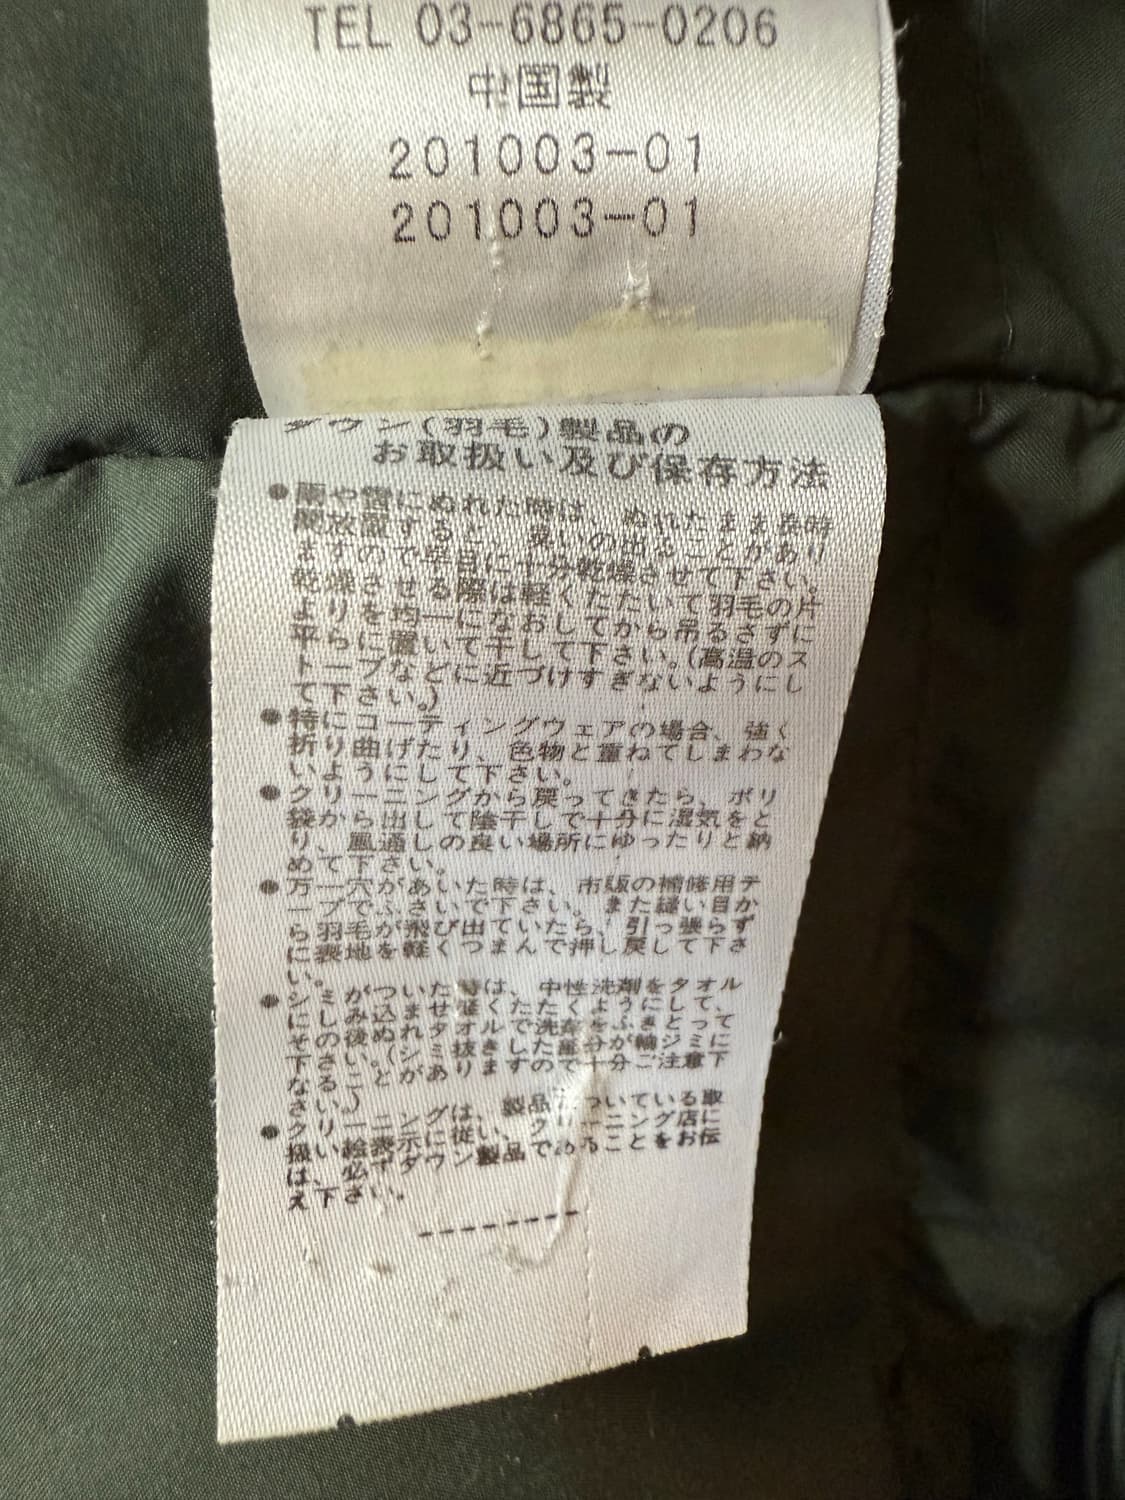 TEL 03-6865-0206
中国製
201003-01
201003-01
ダウン(羽毛)製品の
お取扱い及び保存方法
●雨や雪にぬれた時は、ぬれたまま長時
間放置すると、臭いの出ることがあり
ますので早目に十分乾燥させて下さい。
乾燥させる際は軽くたたいて羽毛の片
よりを均一になおしてから吊るさずに
平らに置いて干して下さい。(高温のス
トーブなどに近づけすぎないようにし
て下さい。)
●特にコーティングウェアの場合、強く
折り曲げたり、色物と重ねてしまわな
いようにして下さい。
●クリーニングから戻ってきたら、ポリ
袋から出して陰干しで十分に湿気をと
り、風通しの良い場所にゆったりと納
めて下さい。
●万一穴があいた時は、市販の補修用テ
ープでふさいで下さい。また縫い目か
ら羽毛が飛び出ていたら、引っ張らず
に裏地を軽くつまんで押し戻して下さ
い。
●シミがついた時は、中性洗剤をタオル
にしみ込ませ軽くたたくようにして、
その後ぬれタオルで洗剤をふきとって
下さい。(シミ抜きした部分が輪ジミに
なることがありますので十分ご注意下
さい。)
●クリーニングは、製品についている取
扱い絵表示に従い、クリーニング店に
は、必ずダウン製品であることをお伝
え下さい。
--------